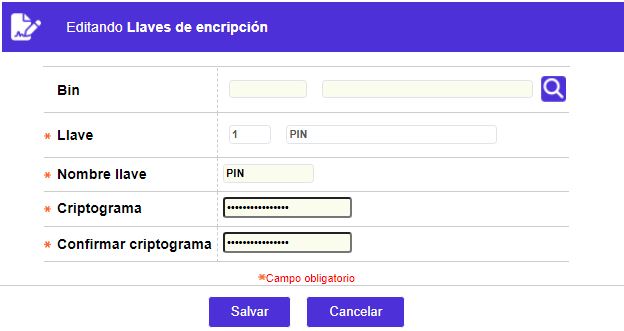 Editando Llaves de encripción
Bin
* Llave 1 PIN
* Nombre llave PIN
* Criptograma •••••••••••••••
* Confirmar criptograma •••••••••••••••
*Campo obligatorio
Salvar Cancelar